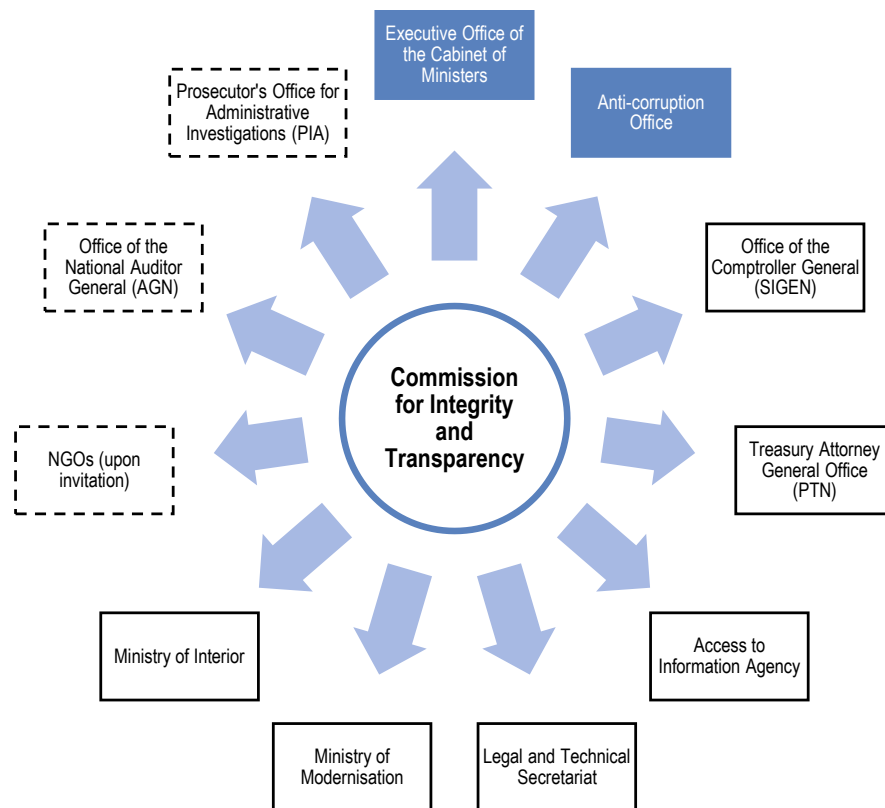 Executive Office of
the Cabinet of
Ministers
Anti-corruption
Office
Office of the
Comptroller General
(SIGEN)
Treasury Attorney
General Office
(PTN)
Access to
Information Agency
Legal and Technical
Secretariat
Ministry of
Modernisation
Ministry of Interior
NGOs (upon
invitation)
Office of the
National Auditor
General (AGN)
Prosecutor's Office for
Administrative
Investigations (PIA)
Commission
for Integrity
and
Transparency